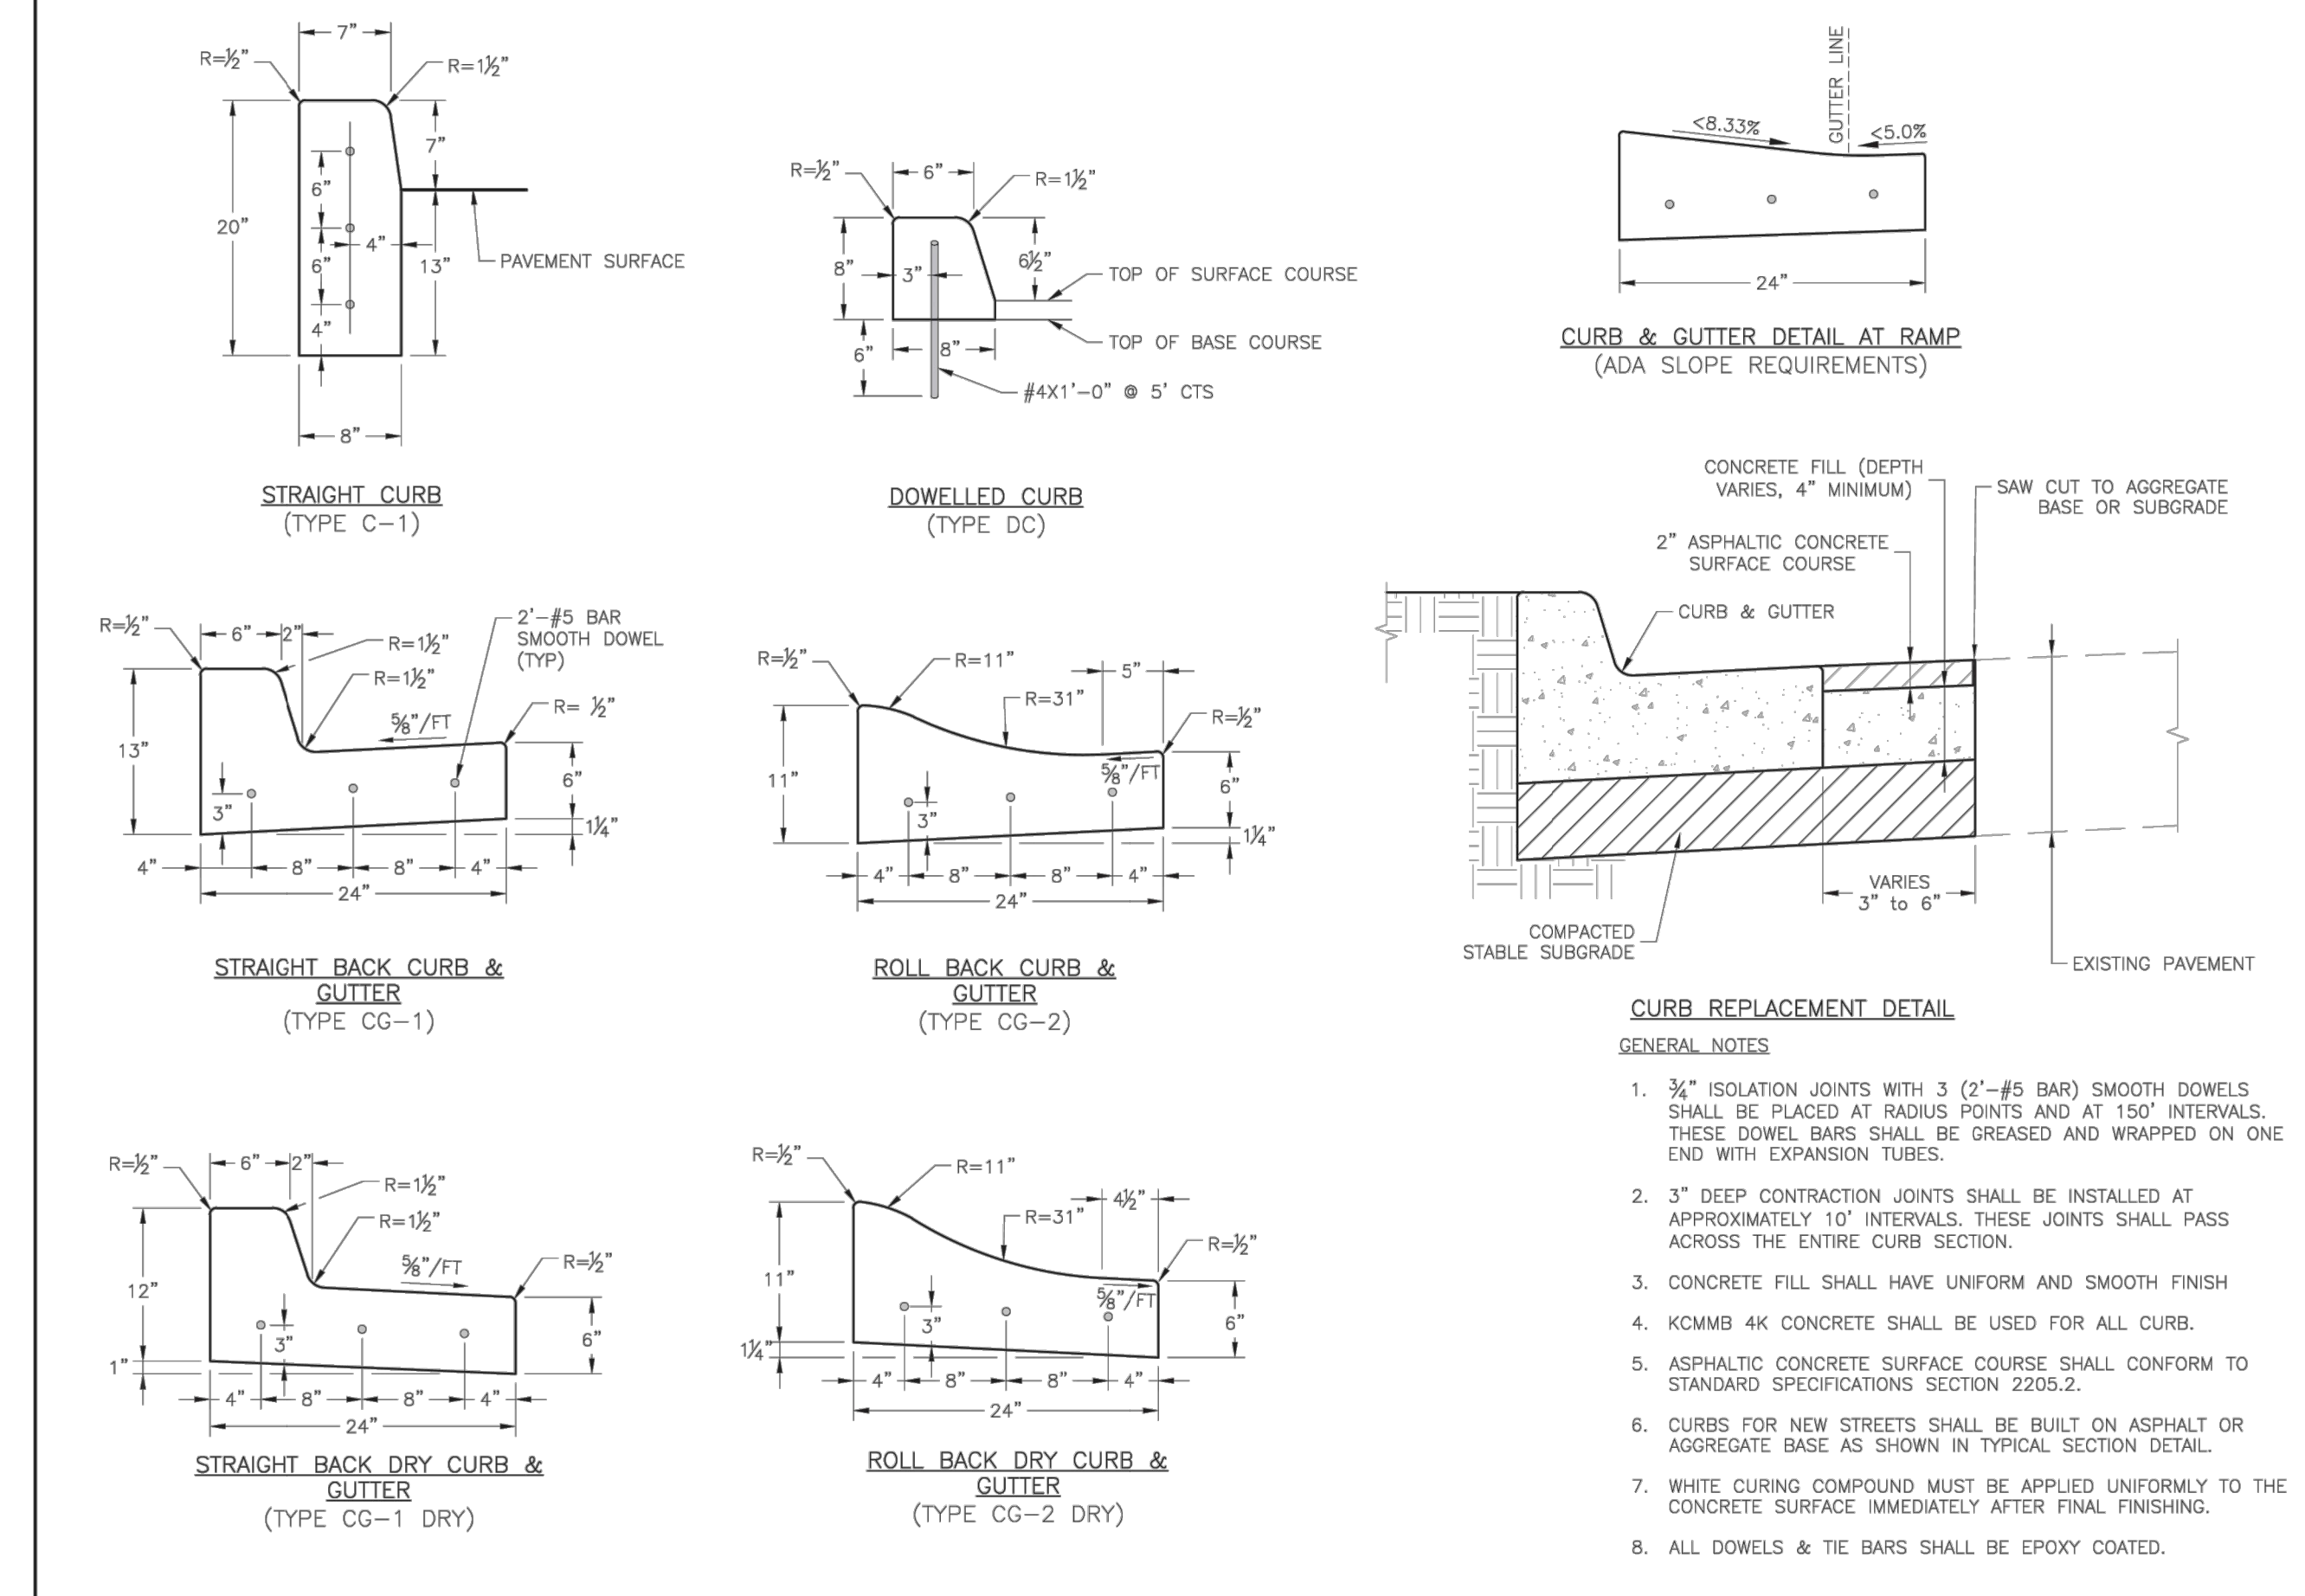 7"
R=½"
R=1½"
7"
6"
20"
4"
6"
13"
PAVEMENT SURFACE
4"
8"
STRAIGHT CURB
(TYPE C-1)
R=½"
6"
R=1½"
8"
3"
6½"
TOP OF SURFACE COURSE
TOP OF BASE COURSE
6"
8"
#4X1'-0" @ 5' CTS
DOWELLED CURB
(TYPE DC)
GUTTER LINE
<8.33%
<5.0%
24"
CURB & GUTTER DETAIL AT RAMP
(ADA SLOPE REQUIREMENTS)
R=½"
6"
2"
R=1½"
R=1½"
2'-#5 BAR
SMOOTH DOWEL
(TYP)
⅝"/FT
R= ½"
13"
3"
6"
1¼"
4"
8"
8"
4"
24"
STRAIGHT BACK CURB &
GUTTER
(TYPE CG-1)
R=½"
R=11"
R=31"
5"
R=½"
11"
⅝"/FT
6"
3"
1¼"
4"
8"
8"
4"
24"
ROLL BACK CURB &
GUTTER
(TYPE CG-2)
CONCRETE FILL (DEPTH
VARIES, 4" MINIMUM)
SAW CUT TO AGGREGATE
BASE OR SUBGRADE
2" ASPHALTIC CONCRETE
SURFACE COURSE
CURB & GUTTER
VARIES
3" to 6"
COMPACTED
STABLE SUBGRADE
EXISTING PAVEMENT
CURB REPLACEMENT DETAIL
R=½"
6"
2"
R=1½"
R=1½"
⅝"/FT
R=½"
12"
3"
6"
1"
4"
8"
8"
4"
24"
STRAIGHT BACK DRY CURB &
GUTTER
(TYPE CG-1 DRY)
R=½"
R=11"
R=31"
4½"
R=½"
11"
⅝"/FT
3"
6"
1¼"
4"
8"
8"
4"
24"
ROLL BACK DRY CURB &
GUTTER
(TYPE CG-2 DRY)
GENERAL NOTES
1. ¾" ISOLATION JOINTS WITH 3 (2'-#5 BAR) SMOOTH DOWELS
SHALL BE PLACED AT RADIUS POINTS AND AT 150' INTERVALS.
THESE DOWEL BARS SHALL BE GREASED AND WRAPPED ON ONE
END WITH EXPANSION TUBES.
2. 3" DEEP CONTRACTION JOINTS SHALL BE INSTALLED AT
APPROXIMATELY 10' INTERVALS. THESE JOINTS SHALL PASS
ACROSS THE ENTIRE CURB SECTION.
3. CONCRETE FILL SHALL HAVE UNIFORM AND SMOOTH FINISH
4. KCMMB 4K CONCRETE SHALL BE USED FOR ALL CURB.
5. ASPHALTIC CONCRETE SURFACE COURSE SHALL CONFORM TO
STANDARD SPECIFICATIONS SECTION 2205.2.
6. CURBS FOR NEW STREETS SHALL BE BUILT ON ASPHALT OR
AGGREGATE BASE AS SHOWN IN TYPICAL SECTION DETAIL.
7. WHITE CURING COMPOUND MUST BE APPLIED UNIFORMLY TO THE
CONCRETE SURFACE IMMEDIATELY AFTER FINAL FINISHING.
8. ALL DOWELS & TIE BARS SHALL BE EPOXY COATED.